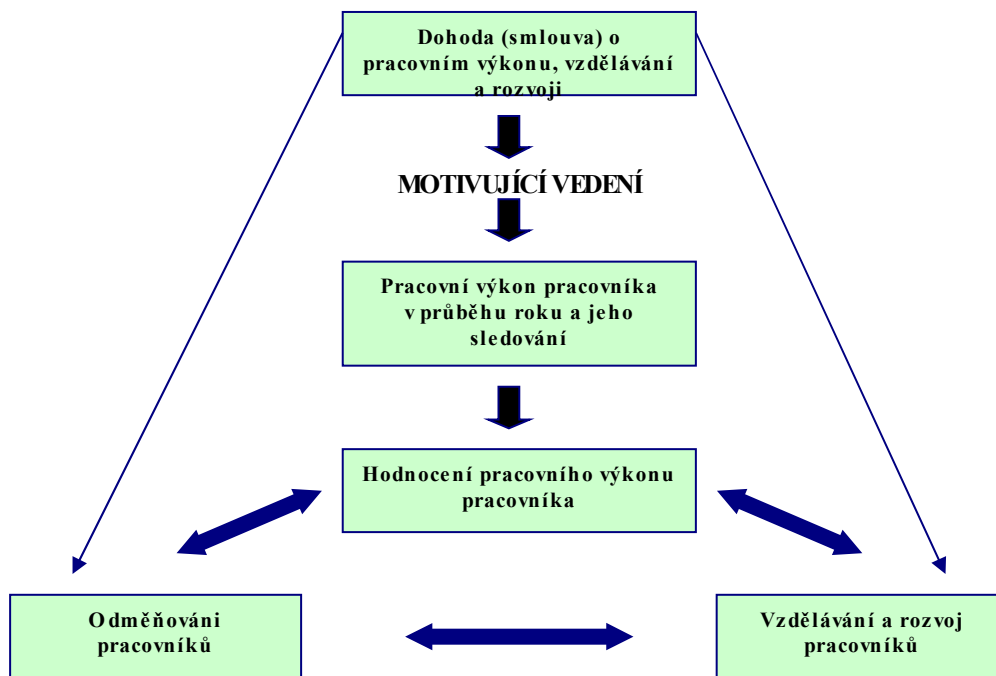 Dohoda (smlouva) o
pracovním výkonu, vzdělávání
a rozvoji
MOTIVUJÍCÍ VEDENÍ
Pracovní výkon pracovníka
v průběhu roku a jeho
sledování
Hodnocení pracovního výkonu
pracovníka
Odměňováni
pracovníků
Vzdělávání a rozvoj
pracovníků